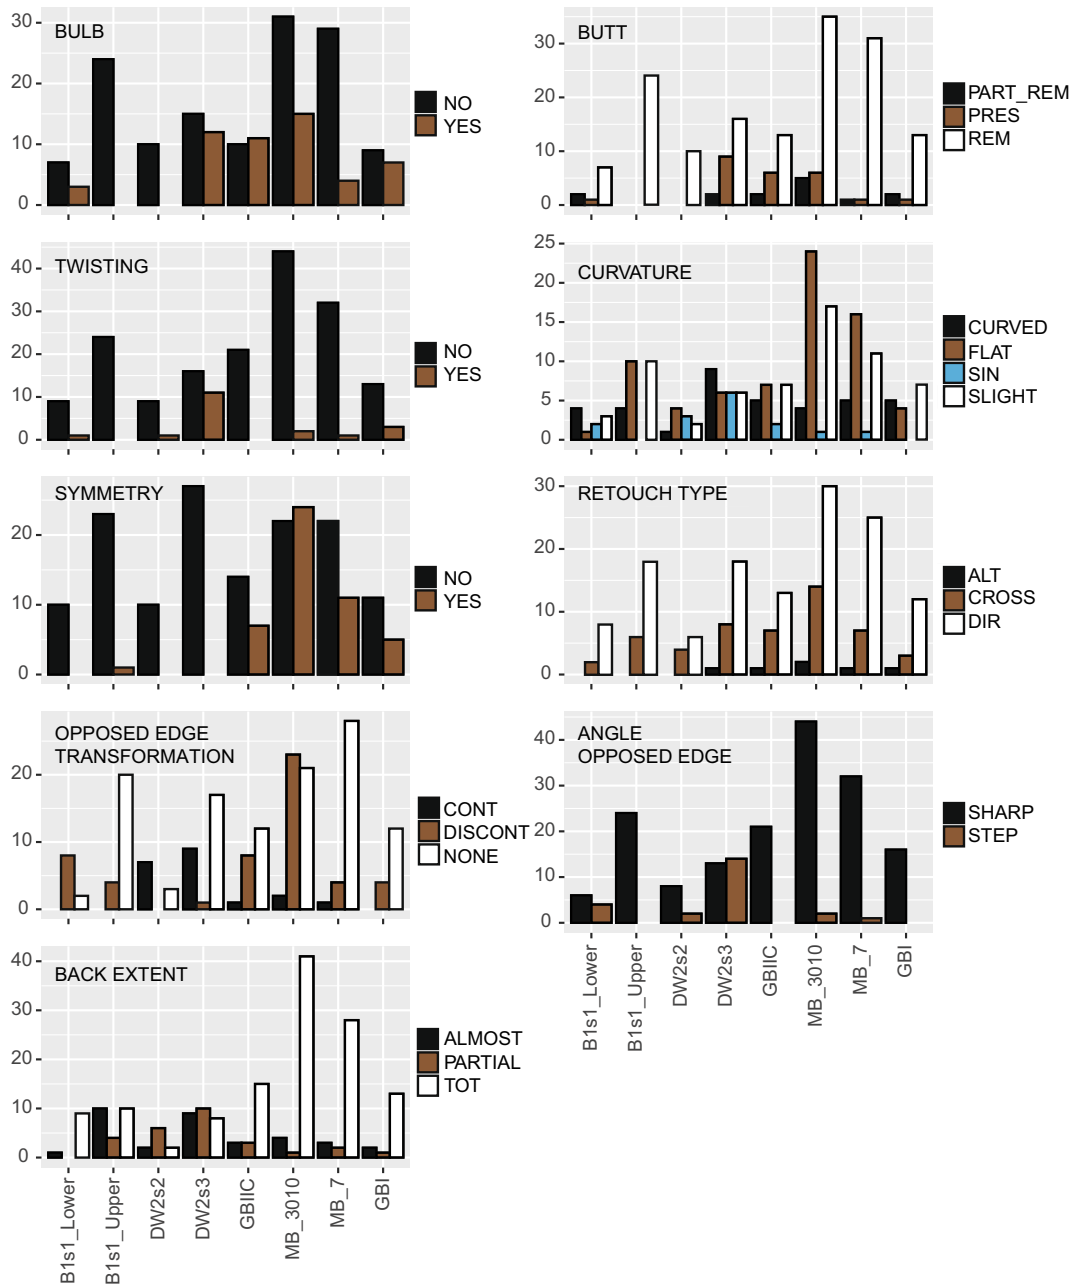 BULB
30
20
10
0
NO
YES
BUTT
30
20
10
0
PART_REM
PRES
REM
TWISTING
40
30
20
10
0
NO
YES
CURVATURE
25
20
15
10
5
0
CURVED
FLAT
SIN
SLIGHT
SYMMETRY
20
10
0
NO
YES
RETOUCH TYPE
30
20
10
0
ALT
CROSS
DIR
OPPOSED EDGE
TRANSFORMATION
20
10
0
CONT
DISCONT
NONE
ANGLE
OPPOSED EDGE
40
30
20
10
0
SHARP
STEP
B1s1_Lower
B1s1_Upper
DW2s2
DW2s3
GBIIC
MB_3010
MB_7
GBI
BACK EXTENT
40
30
20
10
0
ALMOST
PARTIAL
TOT
B1s1_Lower
B1s1_Upper
DW2s2
DW2s3
GBIIC
MB_3010
MB_7
GBI